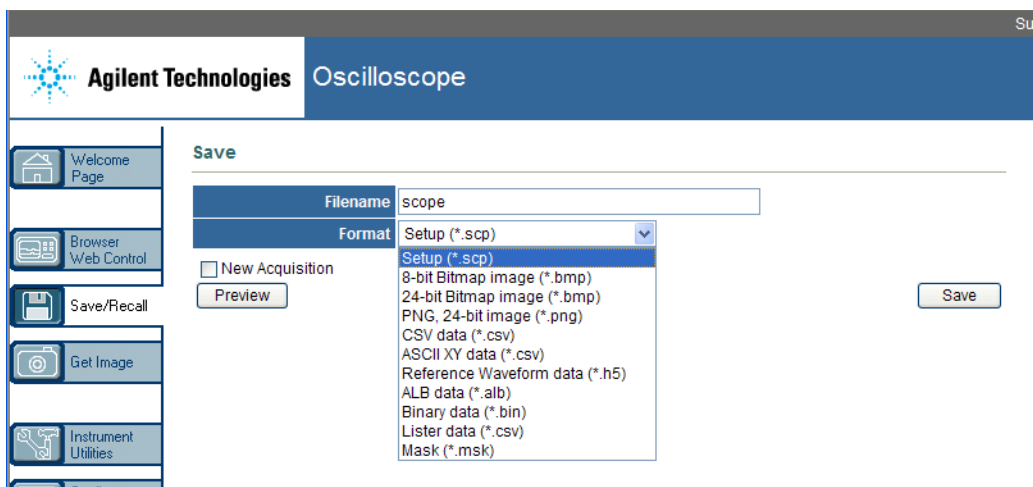 Su
Agilent Technologies
Oscilloscope
Welcome
Page
Browser
Web Control
Save/Recall
Get Image
Instrument
Utilities
Save
Filename scope
Format Setup (*.scp)
Setup (*.scp)
8-bit Bitmap image (*.bmp)
24-bit Bitmap image (*.bmp)
PNG, 24-bit image (*.png)
CSV data (*.csv)
ASCII XY data (*.csv)
Reference Waveform data (*.h5)
ALB data (*.alb)
Binary data (*.bin)
Lister data (*.csv)
Mask (*.msk)
New Acquisition
Preview
Save